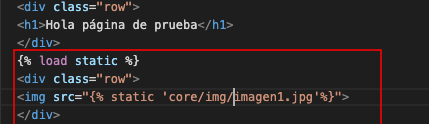 <div class="row">
<h1>Hola página de prueba</h1>
</div>
{% load static %}
<div class="row">
<img src="{% static 'core/img/imagen1.jpg'%}">
</div>